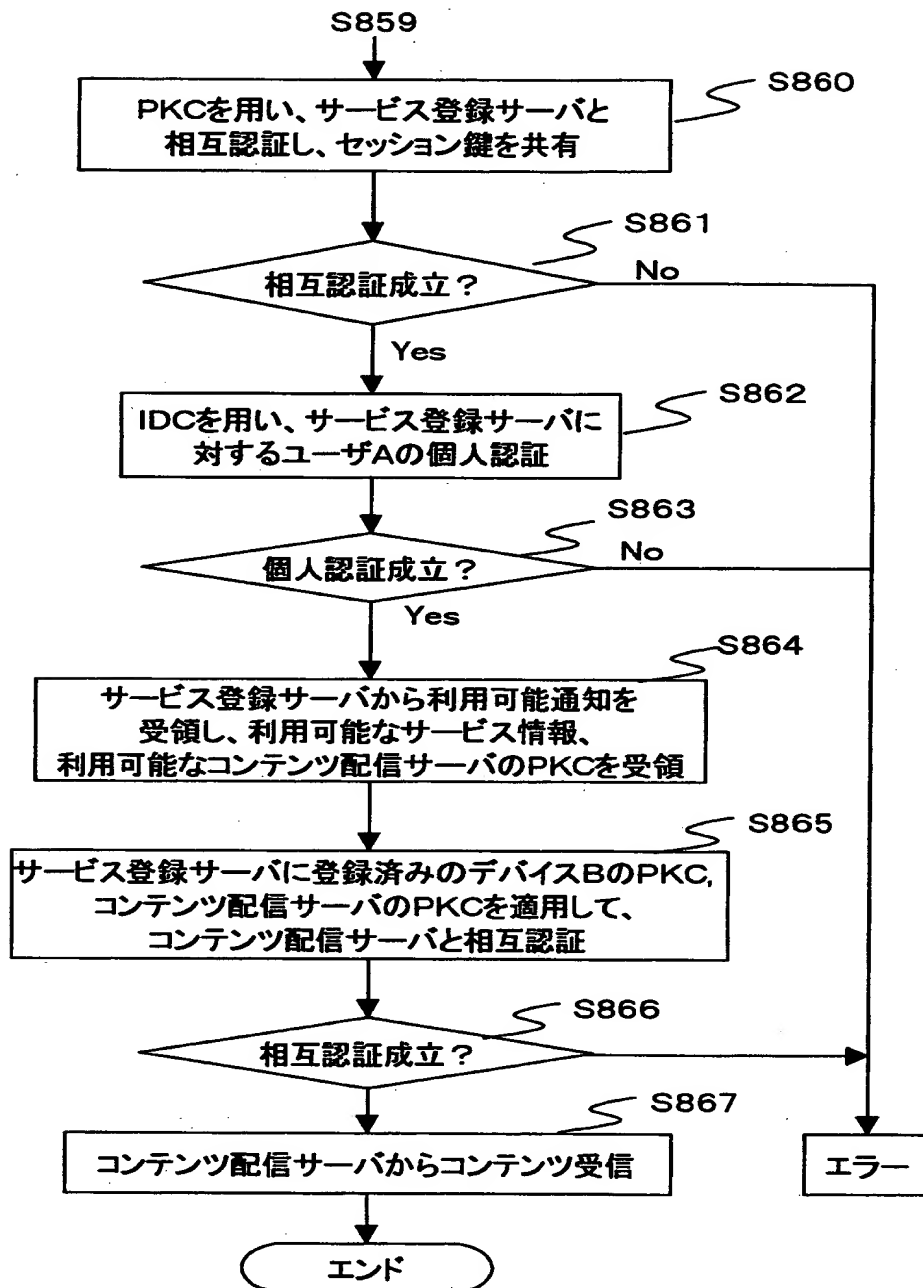 S859
S860
PKCを用い、サービス登録サーバと
相互認証し、セッション鍵を共有
S861
相互認証成立？
No
Yes
S862
IDCを用い、サービス登録サーバに
対するユーザAの個人認証
S863
個人認証成立？
No
Yes
S864
サービス登録サーバから利用可能通知を
受領し、利用可能なサービス情報、
利用可能なコンテンツ配信サーバのPKCを受領
S865
サービス登録サーバに登録済みのデバイスBのPKC,
コンテンツ配信サーバのPKCを適用して、
コンテンツ配信サーバと相互認証
S866
相互認証成立？
S867
コンテンツ配信サーバからコンテンツ受信
エラー
エンド